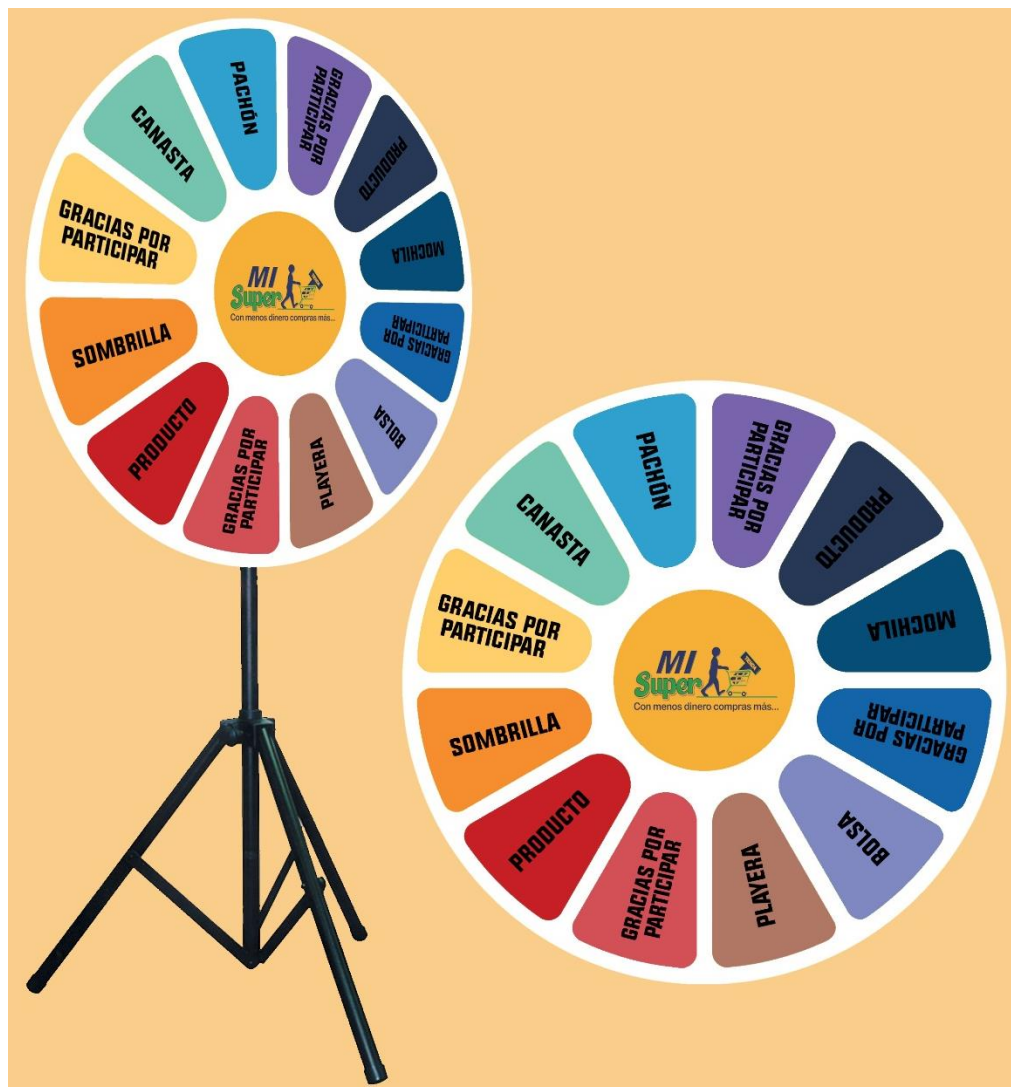 PACHÓN
GRACIAS POR
PARTICIPAR
PRODUCTO
MOCHILA
GRACIAS POR
PARTICIPAR
BOLSA
PLAYERA
GRACIAS POR
PARTICIPAR
PRODUCTO
SOMBRILLA
GRACIAS POR
PARTICIPAR
CANASTA
MI
Super
Con menos dinero compras más...
PACHÓN
GRACIAS POR
PARTICIPAR
PRODUCTO
MOCHILA
GRACIAS POR
PARTICIPAR
BOLSA
PLAYERA
GRACIAS POR
PARTICIPAR
PRODUCTO
SOMBRILLA
GRACIAS POR
PARTICIPAR
CANASTA
MI
Super
Con menos dinero compras más...